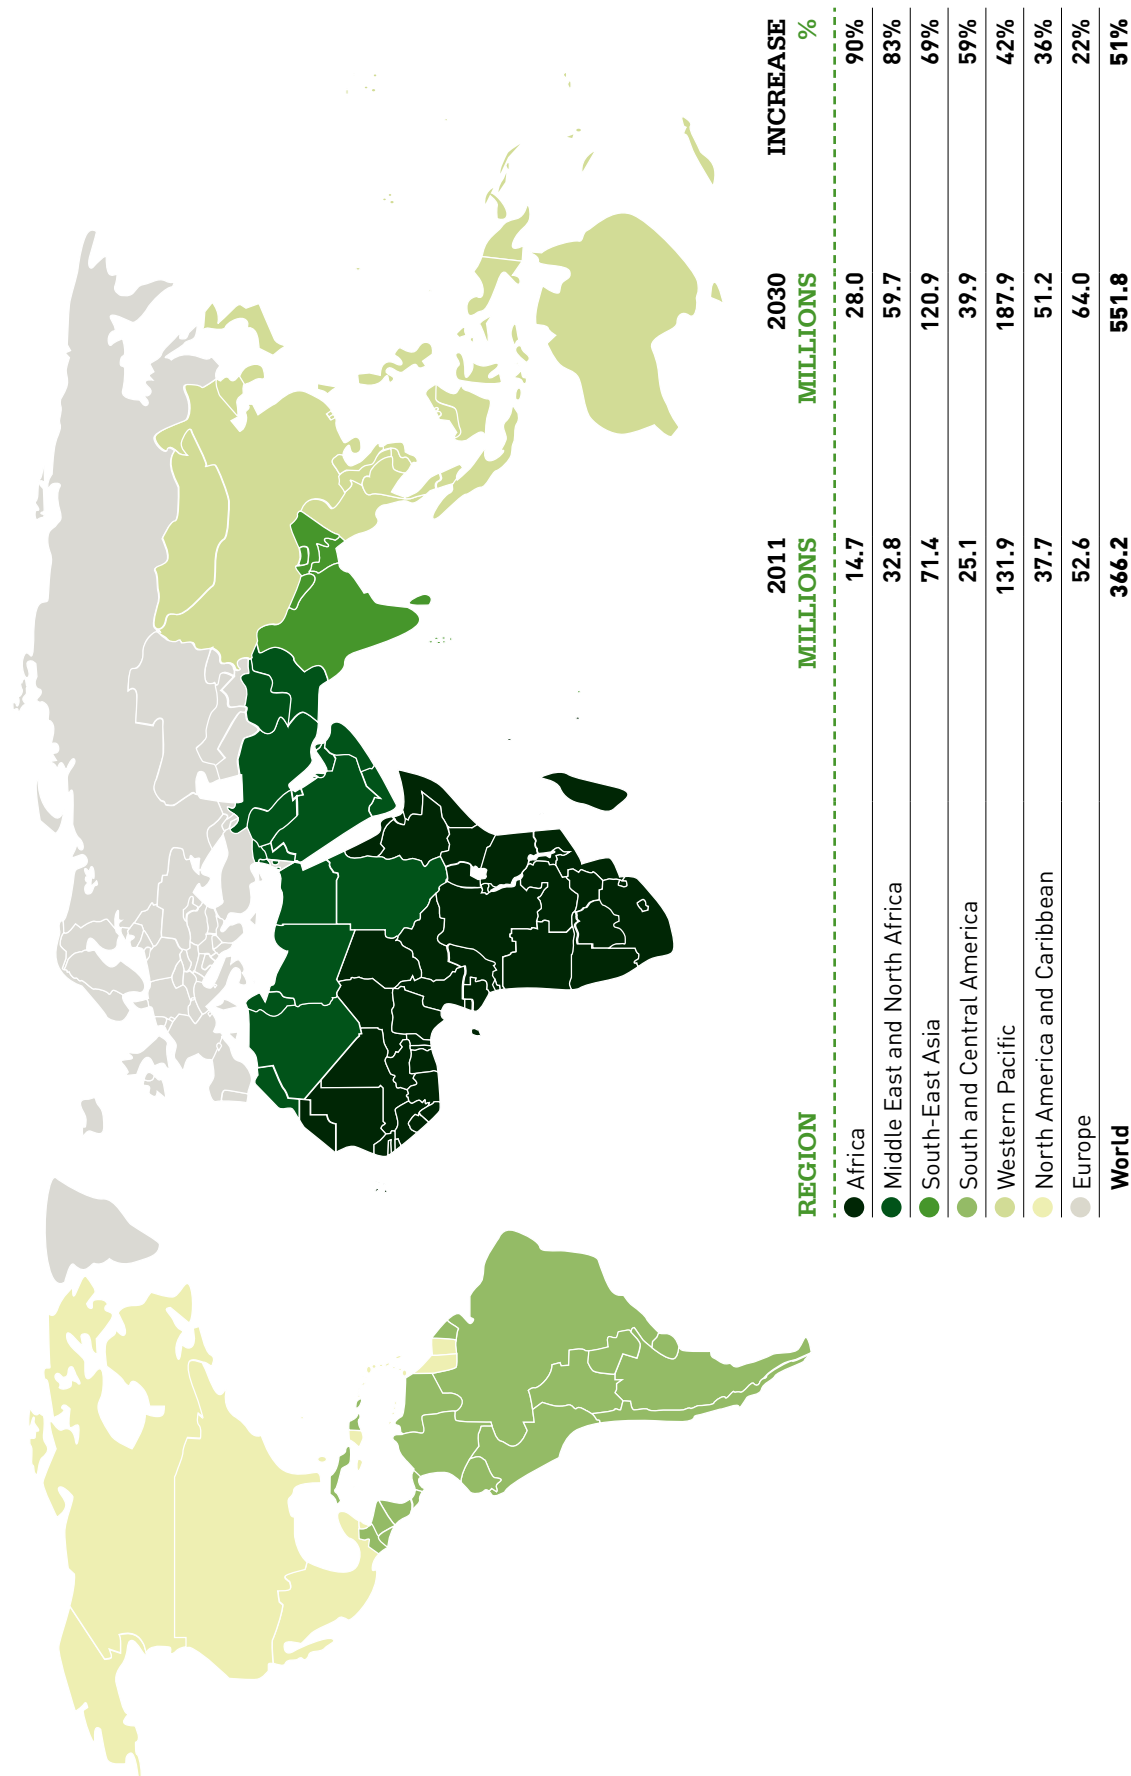 REGION 2011 2030 INCREASE
MILLIONS MILLIONS %
Africa 14.7 28.0 90%
Middle East and North Africa 32.8 59.7 83%
South-East Asia 71.4 120.9 69%
South and Central America 25.1 39.9 59%
Western Pacific 131.9 187.9 42%
North America and Caribbean 37.7 51.2 36%
Europe 52.6 64.0 22%
World 366.2 551.8 51%